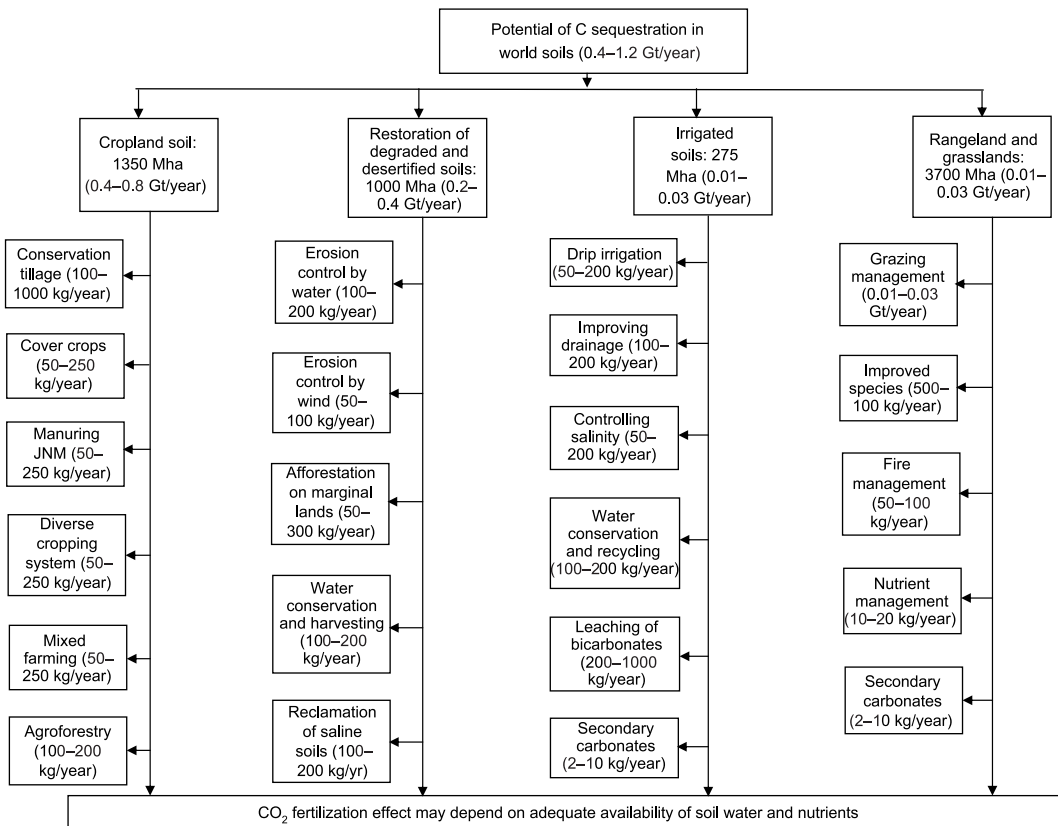 Potential of C sequestration in
world soils (0.4–1.2 Gt/year)
Cropland soil:
1350 Mha
(0.4–0.8 Gt/year)
Restoration of
degraded and
desertified soils:
1000 Mha (0.2–
0.4 Gt/year)
Irrigated
soils: 275
Mha (0.01–
0.03 Gt/year)
Rangeland and
grasslands:
3700 Mha (0.01–
0.03 Gt/year)
Conservation
tillage (100–
1000 kg/year)
Cover crops
(50–250
kg/year)
Manuring
JNM (50–
250 kg/year)
Diverse
cropping
system (50–
250 kg/year)
Mixed
farming (50–
250 kg/year)
Agroforestry
(100–200
kg/year)
Erosion
control by
water (100–
200 kg/year)
Erosion
control by
wind (50–
100 kg/year)
Afforestation
on marginal
lands (50–
300 kg/year)
Water
conservation
and harvesting
(100–200
kg/year)
Reclamation
of saline
soils (100–
200 kg/yr)
Drip irrigation
(50–200 kg/year)
Improving
drainage (100–
200 kg/year)
Controlling
salinity (50–
200 kg/year)
Water
conservation
and recycling
(100–200 kg/year)
Leaching of
bicarbonates
(200–1000
kg/year)
Secondary
carbonates
(2–10 kg/year)
Grazing
management
(0.01–0.03
Gt/year)
Improved
species (500–
100 kg/year)
Fire
management
(50–100
kg/year)
Nutrient
management
(10–20 kg/year)
Secondary
carbonates
(2–10 kg/year)
CO₂ fertilization effect may depend on adequate availability of soil water and nutrients